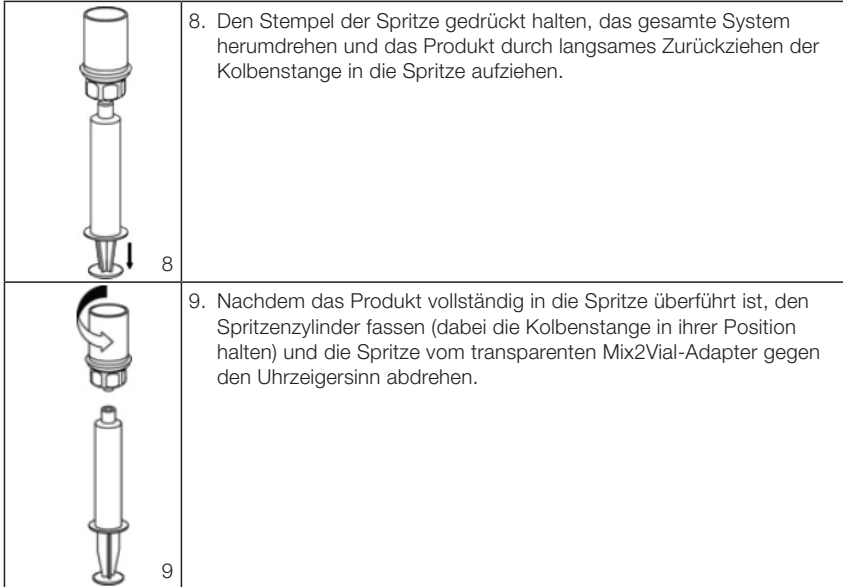 8. Den Stempel der Spritze gedrückt halten, das gesamte System
herumdrehen und das Produkt durch langsames Zurückziehen der
Kolbenstange in die Spritze aufziehen.
8
9. Nachdem das Produkt vollständig in die Spritze überführt ist, den
Spritzenzylinder fassen (dabei die Kolbenstange in ihrer Position
halten) und die Spritze vom transparenten Mix2Vial-Adapter gegen
den Uhrzeigersinn abdrehen.
9